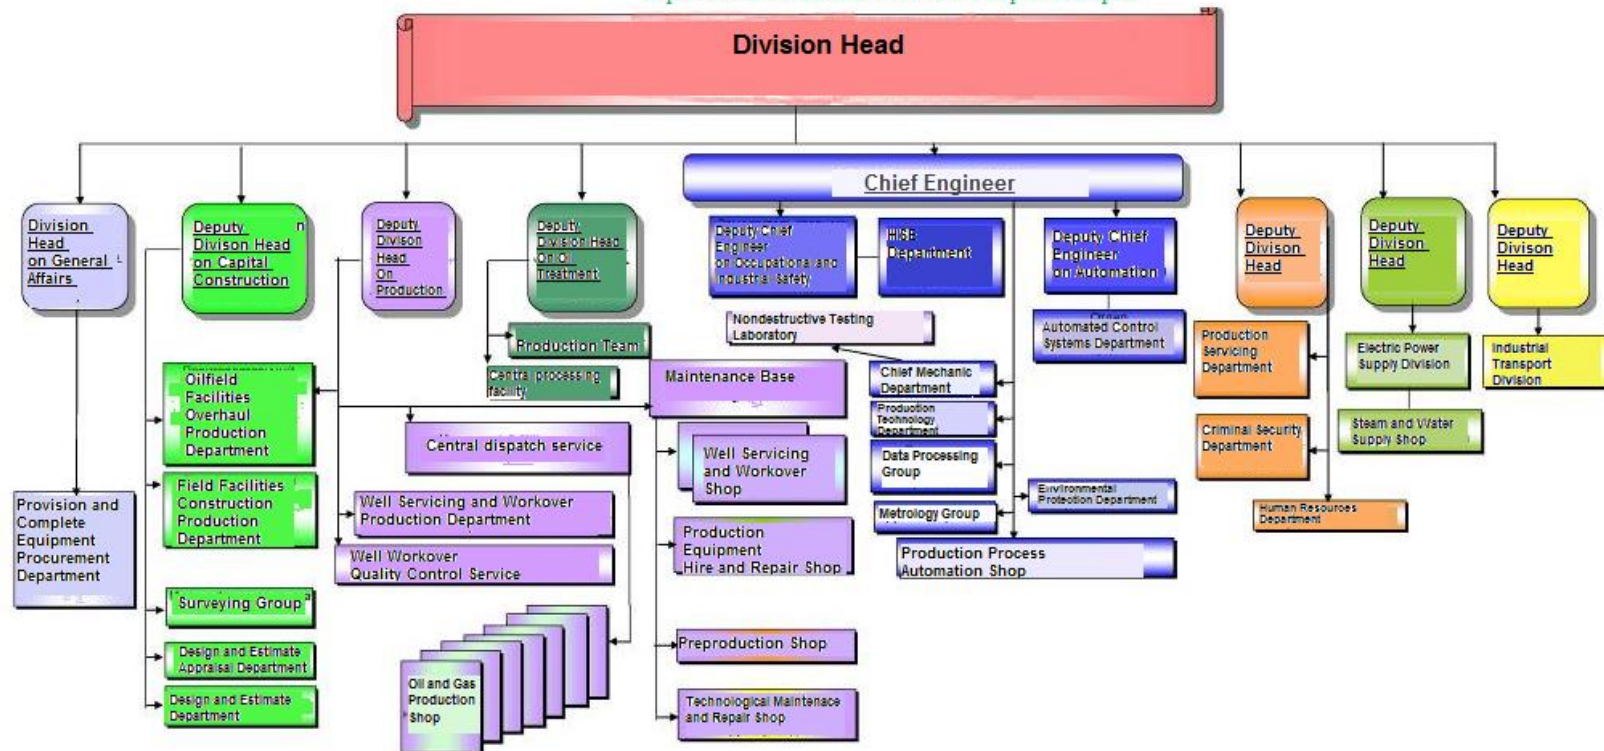 Division Head
Chief Engineer
Division
Head
on General
Affairs
Deputy
Divison Head
on Capital
Construction
Deputy
Divison
Head
On
Production
Deputy
Division Head
On Oil
Treatment
Deputy Chief
Engineer
on Occupational and
Industrial Safety
Department
Deputy Chief
Engineer
on Automation
Deputy
Divison
Head
Deputy
Divison
Head
Deputy
Divison
Head
Nondestructive Testing
Laboratory
Automated Control
Systems Department
Production Team
Central processing
facility
Production
Servicing
Department
Electric Power
Supply Division
Industrial
Transport
Division
Oilfield
Facilities
Overhaul
Production
Department
Maintenance Base
Chief Mechanic
Department
Production
Technology
Department
Central dispatch service
Well Servicing
and Workover
Shop
Data Processing
Group
Criminal Security
Department
Steam and Water
Supply Shop
Provision and
Complete
Equipment
Procurement
Department
Field Facilities
Construction
Production
Department
Well Servicing and Workover
Production Department
Environmental
Protection Department
Metrology Group
Human Resources
Department
Well Workover
Quality Control Service
Production
Equipment
Hire and Repair Shop
Production Process
Automation Shop
Surveying Group
Preproduction Shop
Design and Estimate
Appraisal Department
Oil and Gas
Production
Shop
Design and Estimate
Department
Technological Maintenace
and Repair Shop